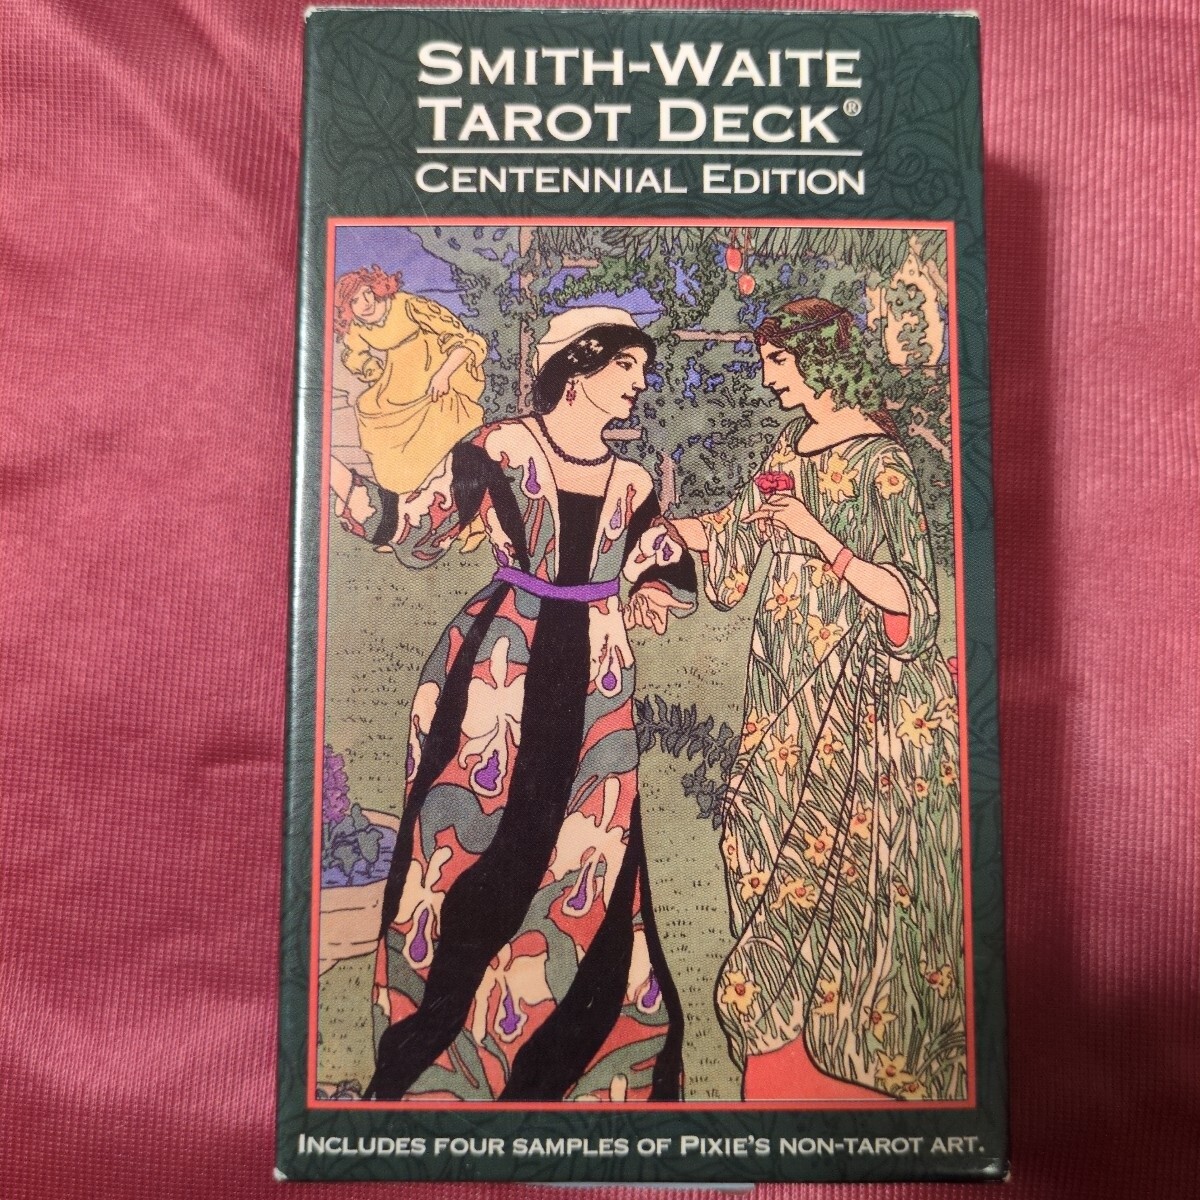 SMITH-WAITE
TAROT DECK®
CENTENNIAL EDITION
INCLUDES FOUR SAMPLES OF PIXIE'S NON-TAROT ART.